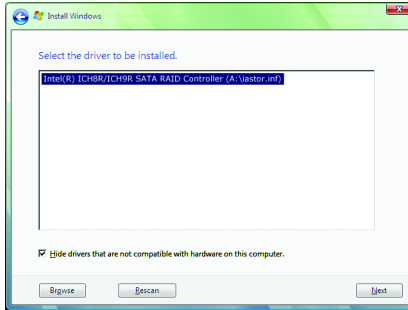 Install Windows
Select the driver to be installed.
Intel(R) ICH8R/ICH9R SATA RAID Controller (A:\iastor.inf)
Hide drivers that are not compatible with hardware on this computer.
Browse
Rescan
Next